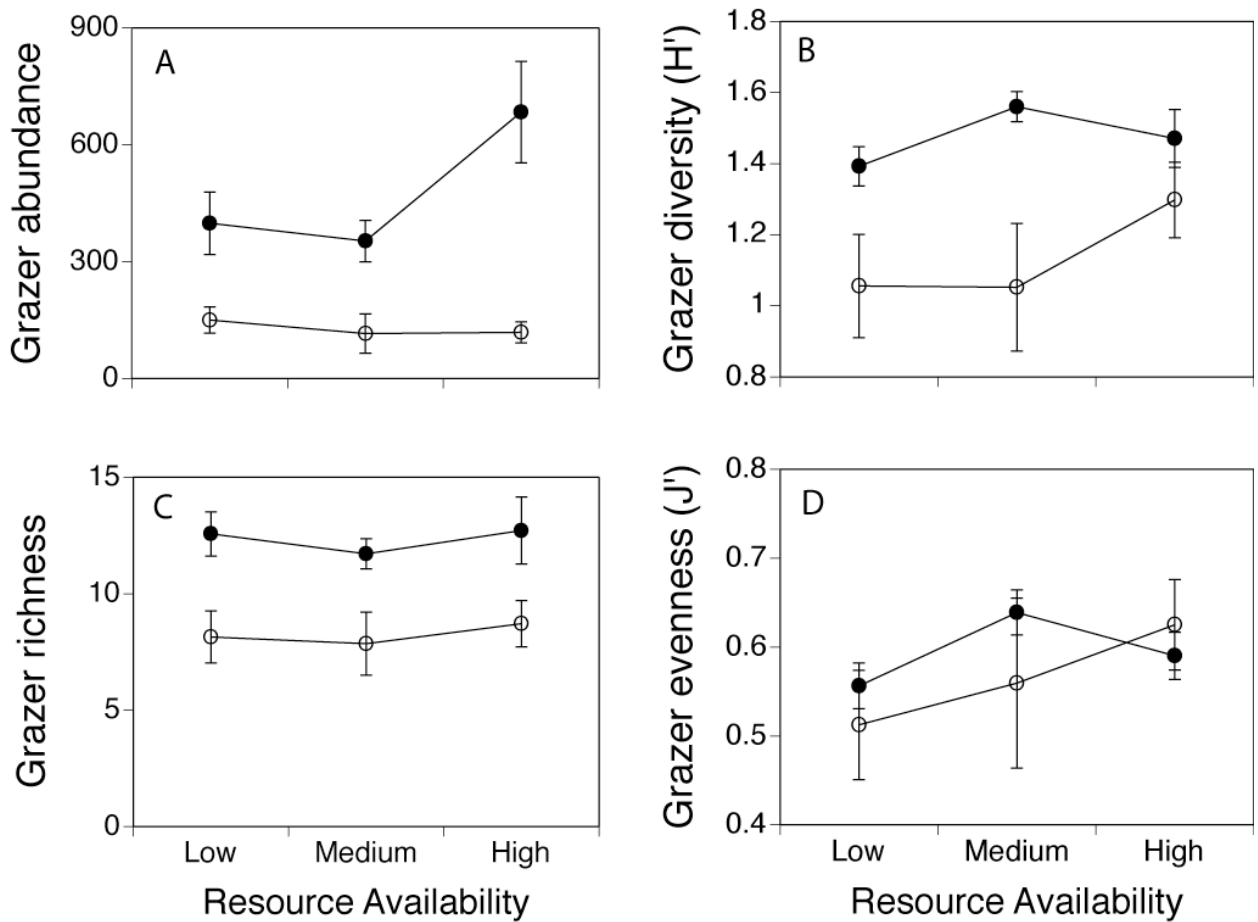 Grazer abundance
900
600
300
0
A
Grazer diversity (H')
1.8
1.6
1.4
1.2
1
0.8
B
Grazer richness
15
10
5
0
C
Low Medium High
Resource Availability
Grazer evenness (J')
0.8
0.7
0.6
0.5
0.4
D
Low Medium High
Resource Availability